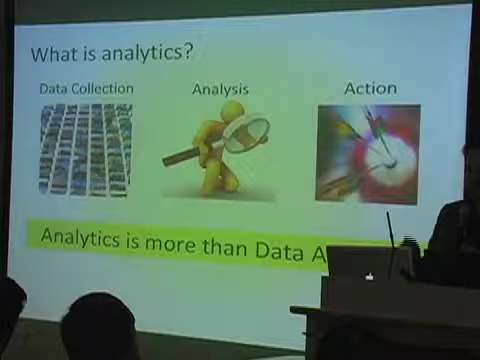 What is analytics?
Data Collection
Analysis
Action
Analytics is more than Data A